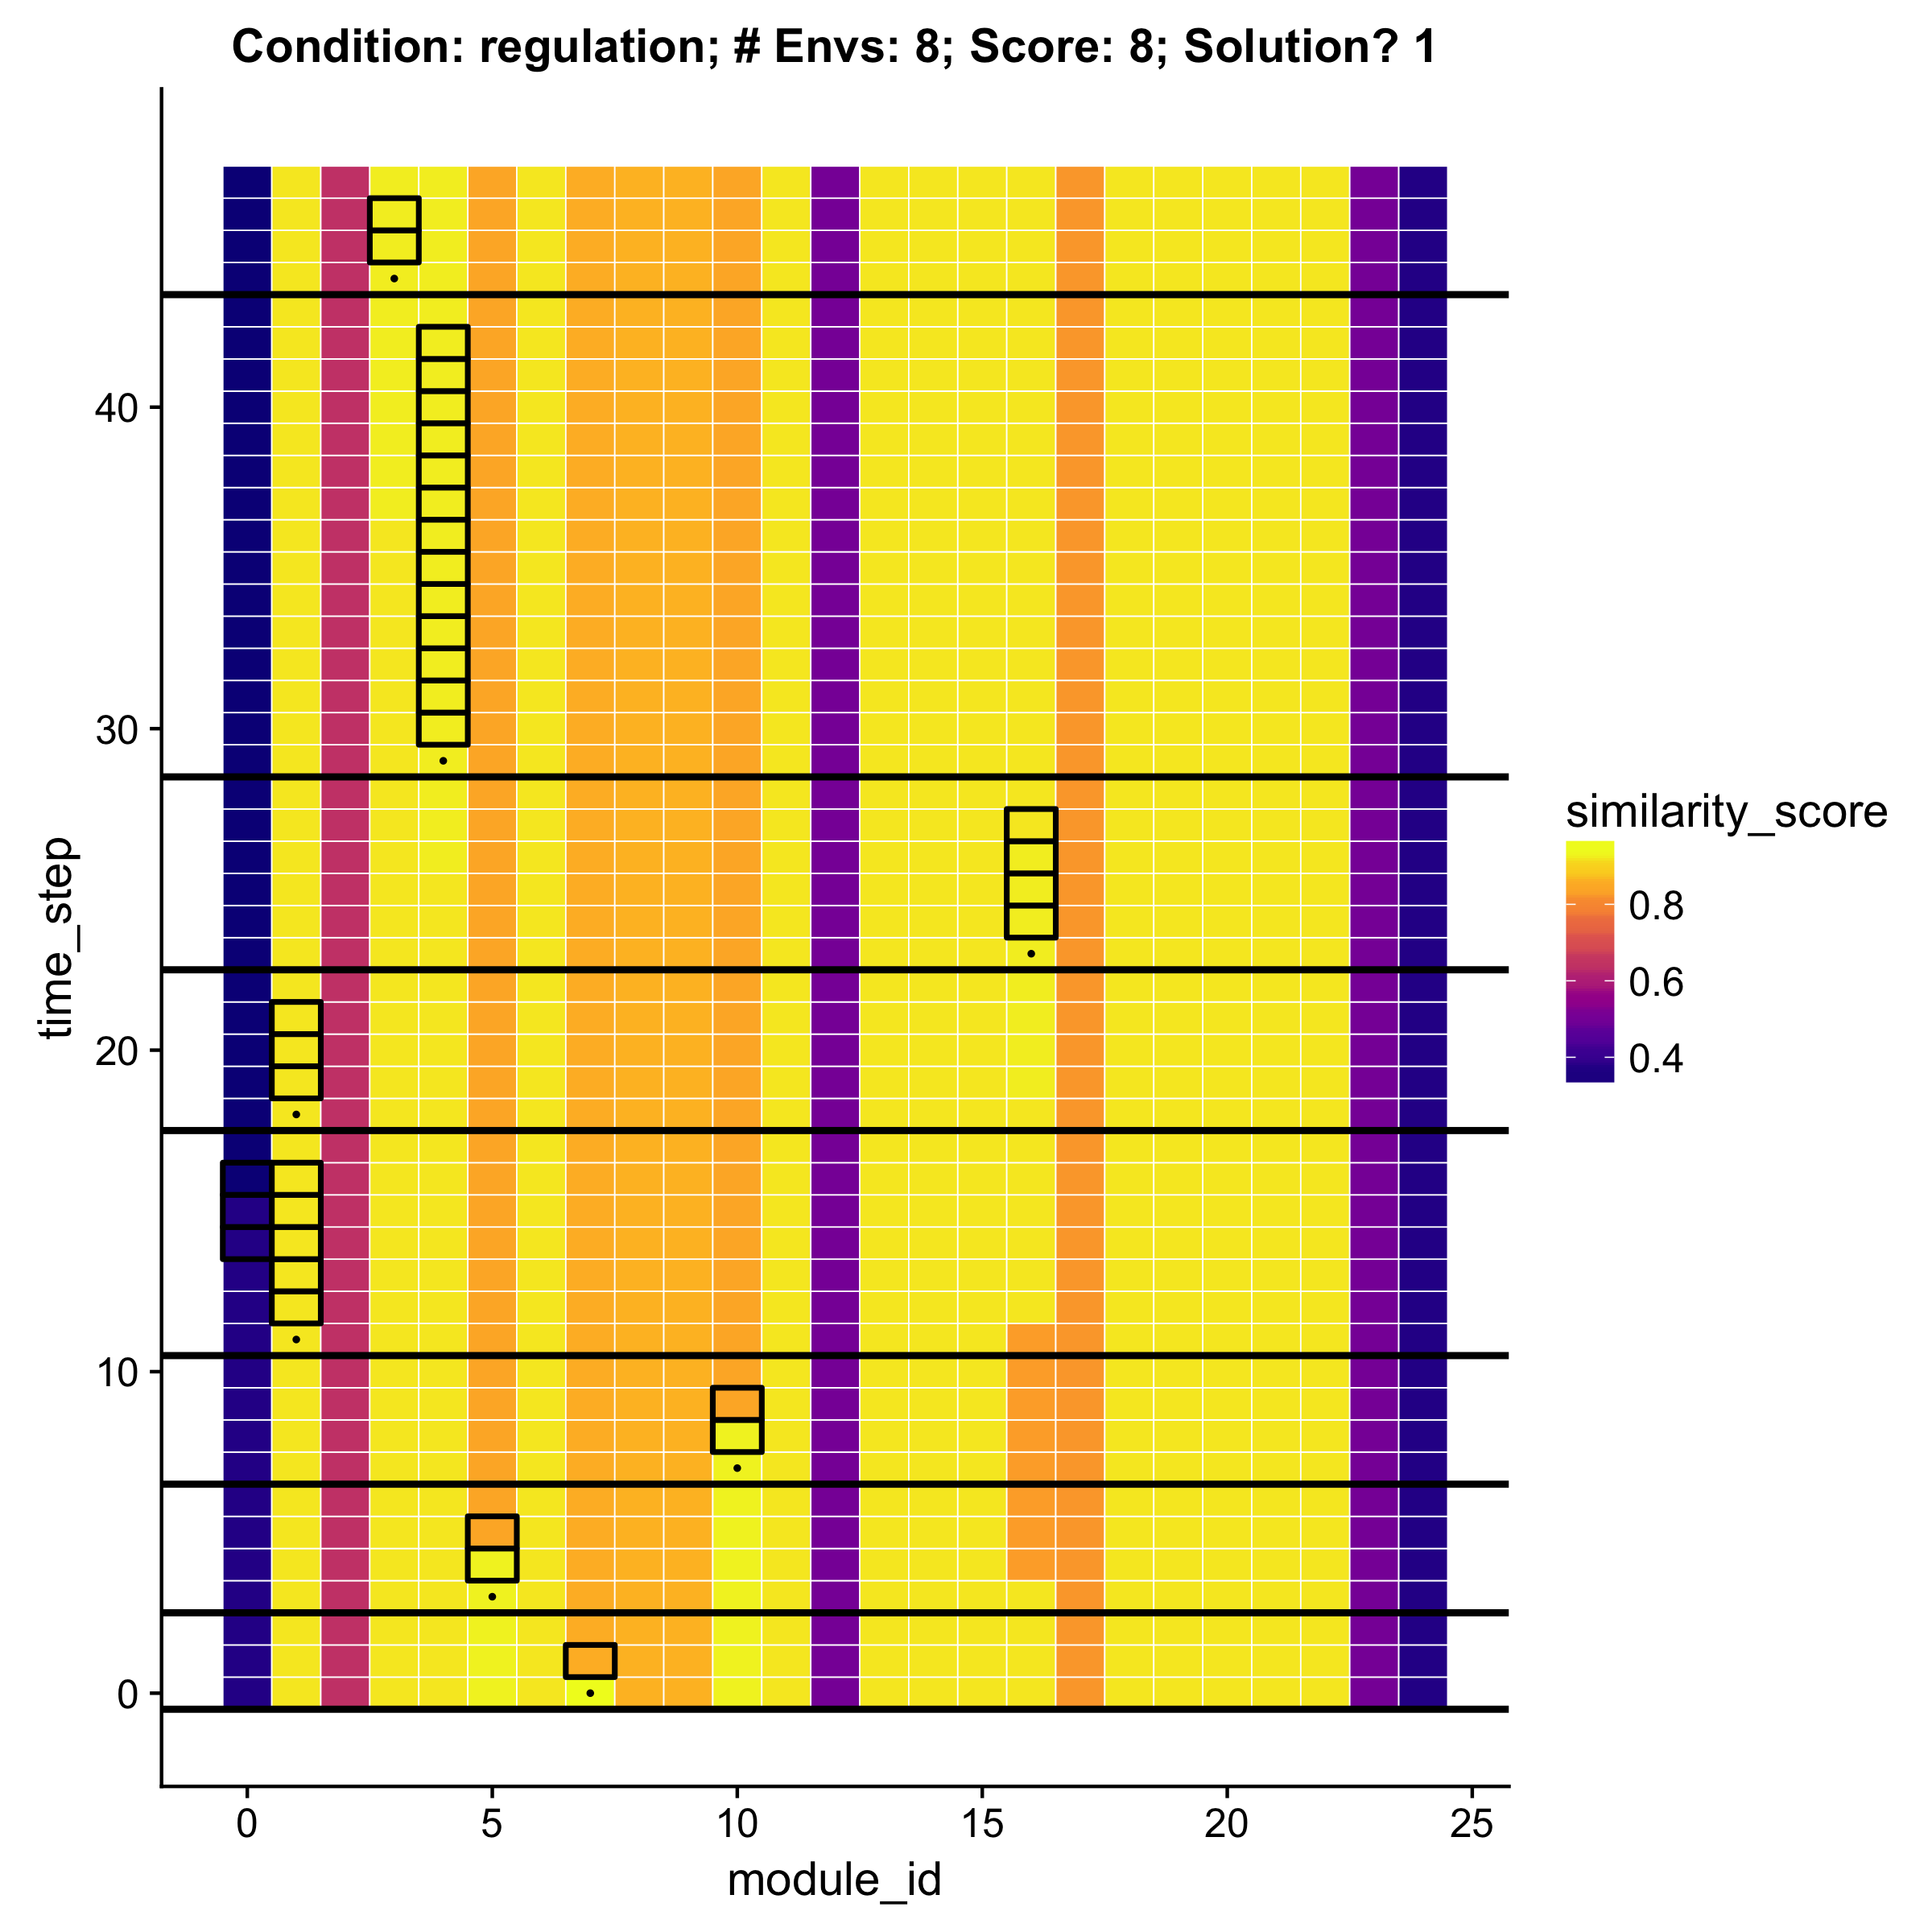 Condition: regulation; # Envs: 8; Score: 8; Solution? 1
time_step
40
30
20
10
0
0 5 10 15 20 25
module_id
similarity_score
0.8
0.6
0.4